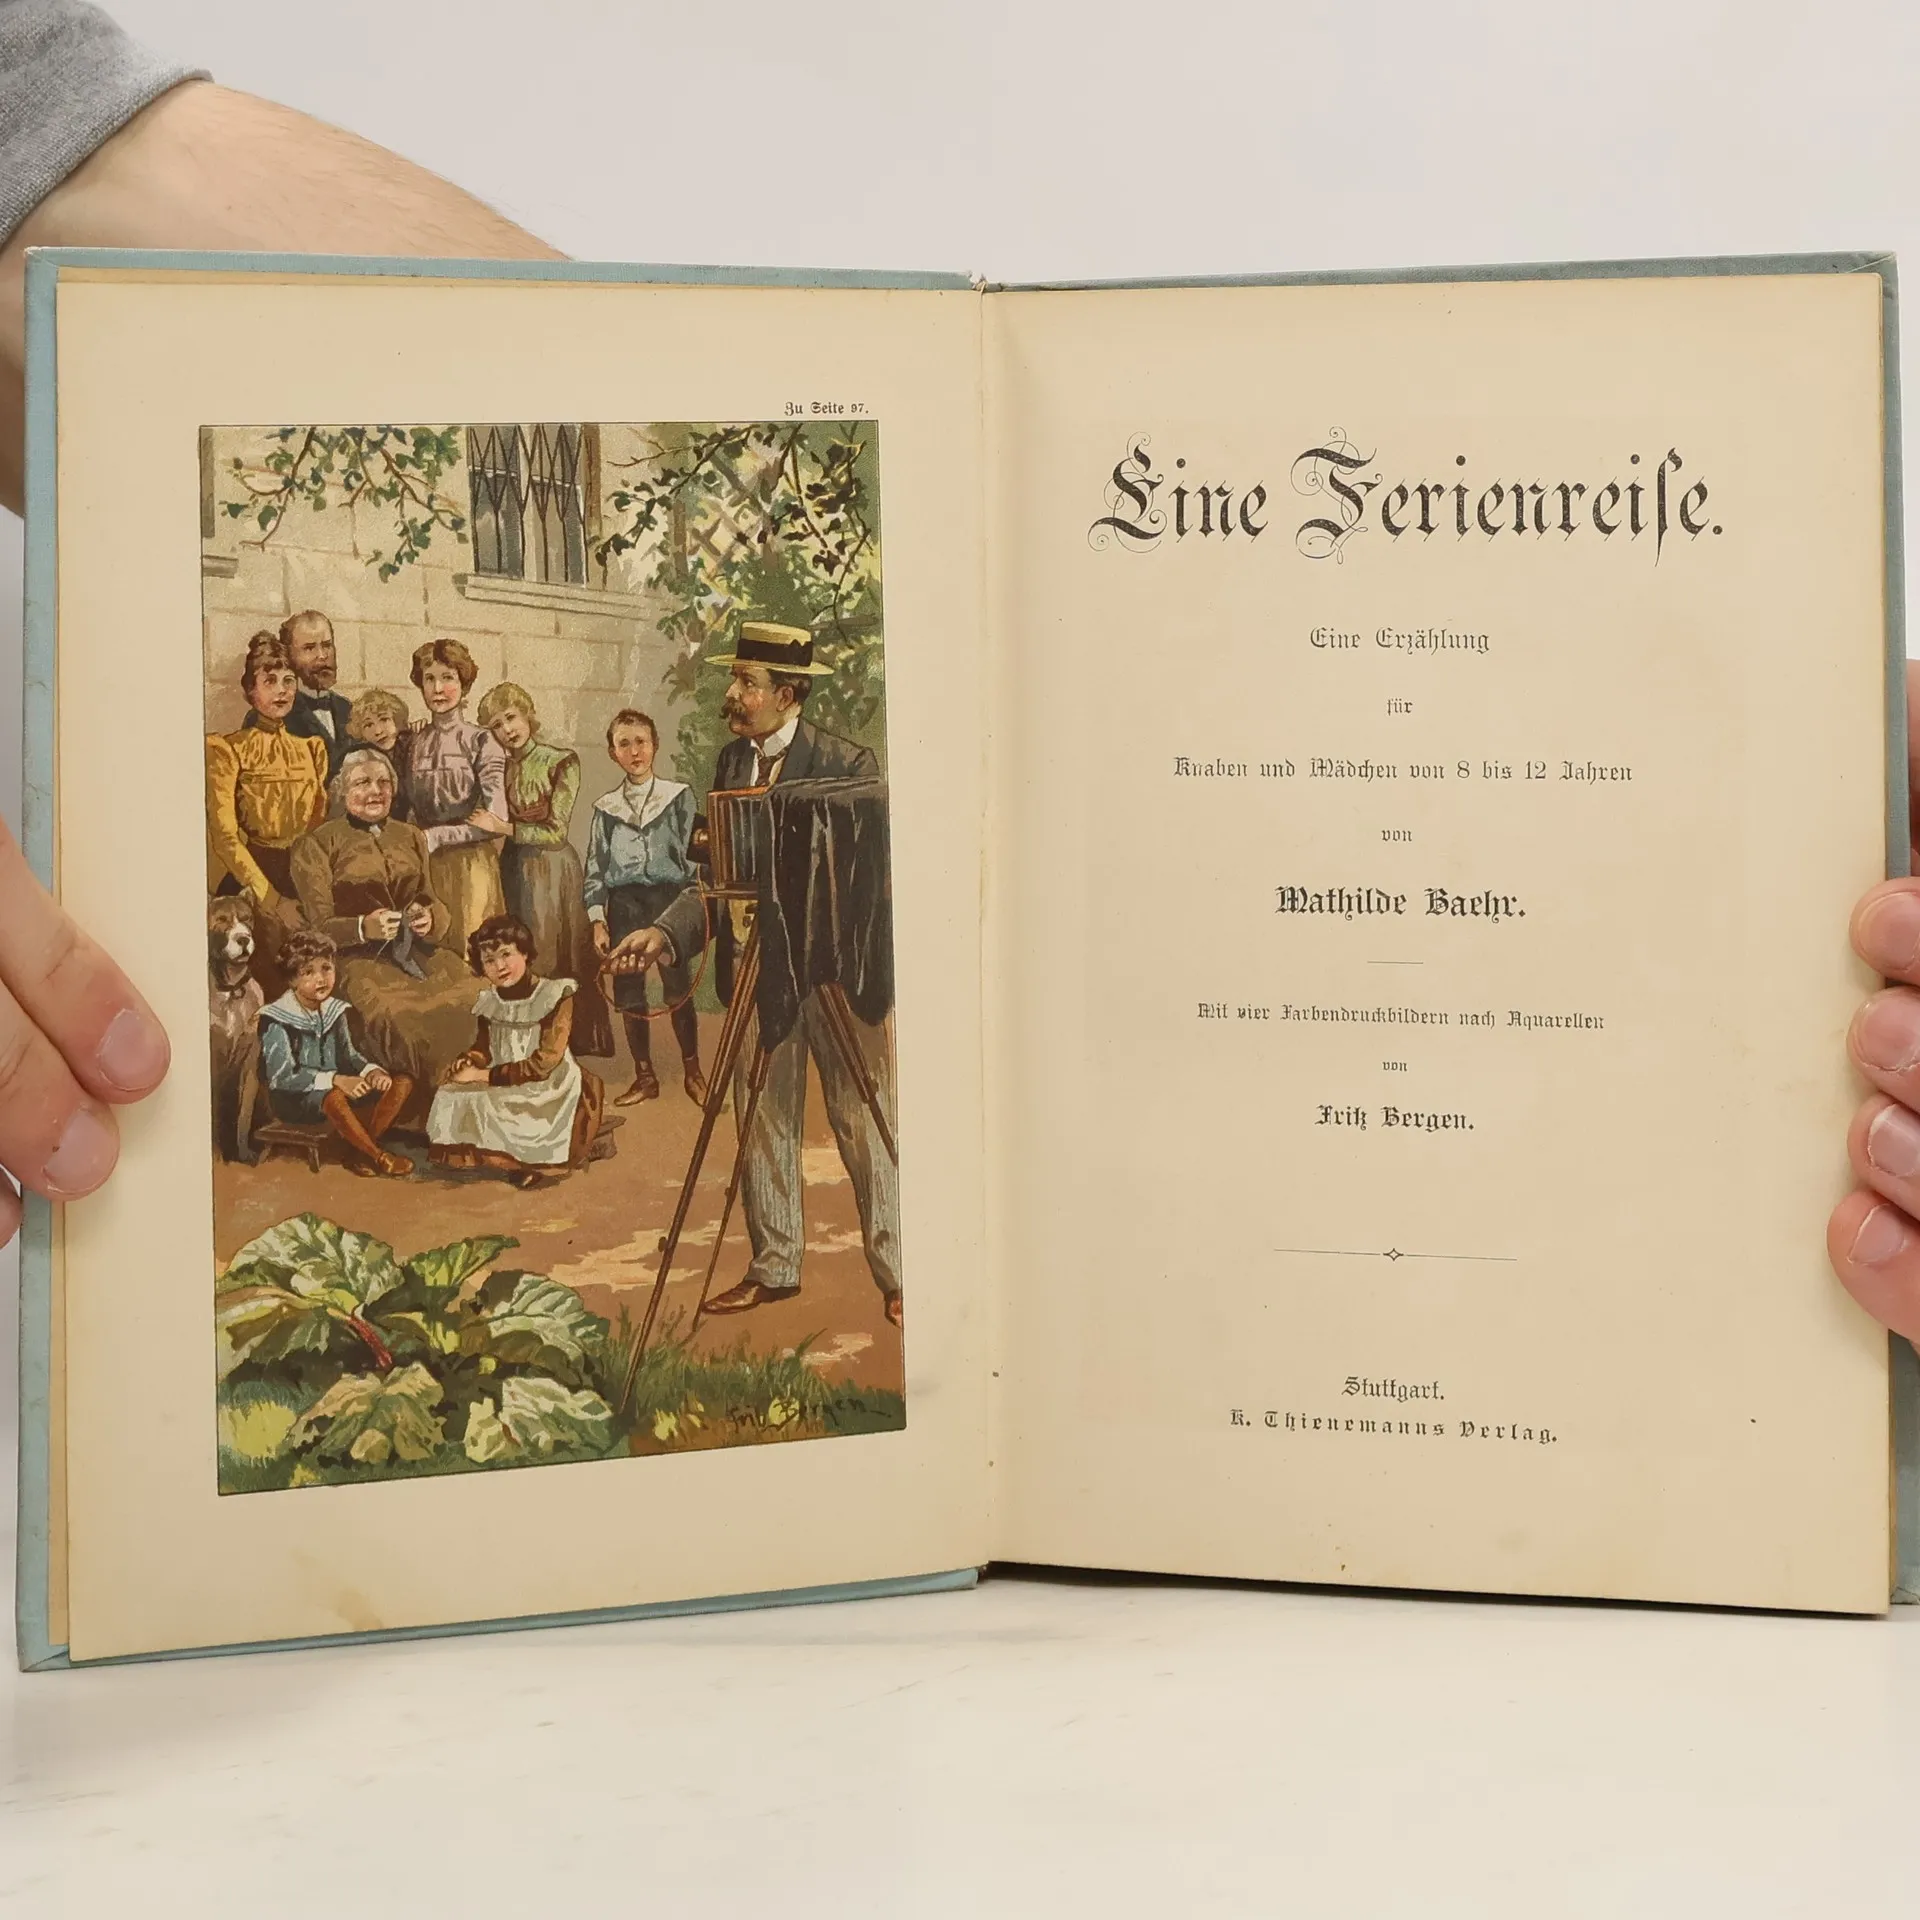 Zu Seite 97.
Fritz Bergen
Eine Ferienreiſe.
Eine Erzählung
für
Knaben und Mädchen von 8 bis 12 Jahren
von
Mathilde Baehr.
Mit vier Farbendruckbildern nach Aquarellen
von
Fritz Bergen.
Stuttgart.
K. Thienemanns Verlag.